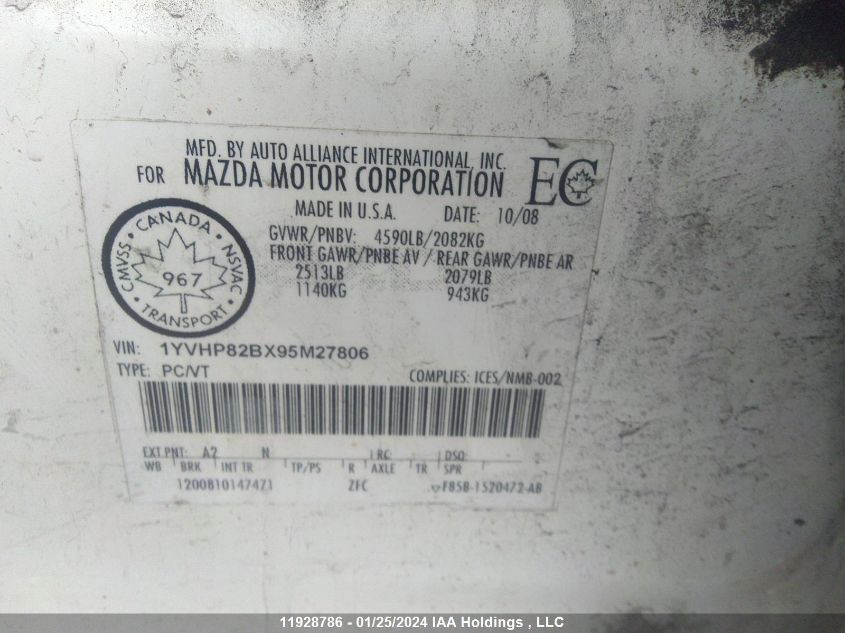 MFD. BY AUTO ALLIANCE INTERNATIONAL, INC.
FOR MAZDA MOTOR CORPORATION EC
MADE IN U.S.A. DATE: 10/08
GVWR/PNBV: 4590LB/2082KG
FRONT GAWR/PNBE AV / REAR GAWR/PNBE AR
2513LB 2079LB
1140KG 943KG
CANADA
CMVSS · NSVAC
967
TRANSPORT
VIN: 1YVHP82BX95M27806
TYPE: PC/VT COMPLIES: ICES/NMB-002
EXT PNT: A2 N RC: DSO:
WB BRK INT TR TP/PS R AXLE TR SPR
1200810147471 ZFC F85B-1520472-AB
11928786 - 01/25/2024 IAA Holdings , LLC